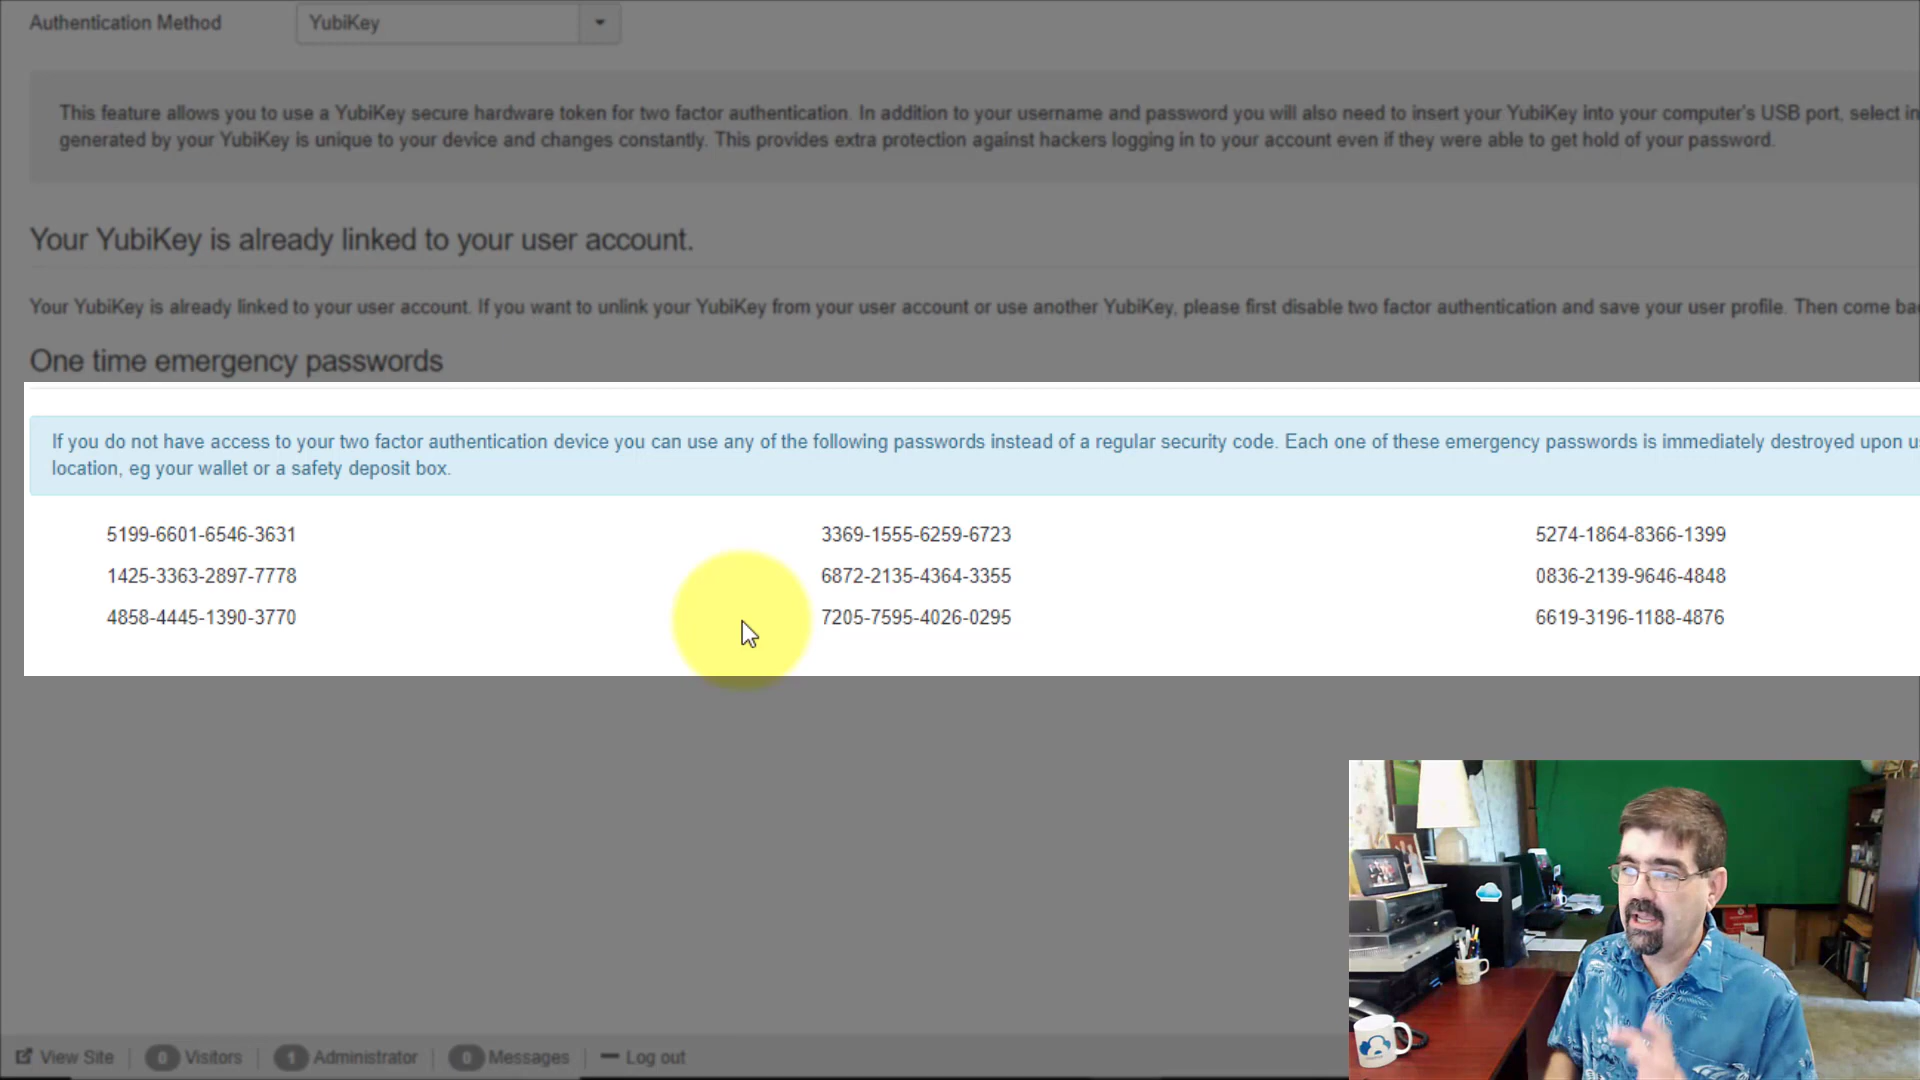 Authentication Method YubiKey
This feature allows you to use a YubiKey secure hardware token for two factor authentication. In addition to your username and password you will also need to insert your YubiKey into your computer's USB port, select in
generated by your YubiKey is unique to your device and changes constantly. This provides extra protection against hackers logging in to your account even if they were able to get hold of your password.
Your YubiKey is already linked to your user account.
Your YubiKey is already linked to your user account. If you want to unlink your YubiKey from your user account or use another YubiKey, please first disable two factor authentication and save your user profile. Then come ba
One time emergency passwords
If you do not have access to your two factor authentication device you can use any of the following passwords instead of a regular security code. Each one of these emergency passwords is immediately destroyed upon u
location, eg your wallet or a safety deposit box.
5199-6601-6546-3631 3369-1555-6259-6723 5274-1864-8366-1399
1425-3363-2897-7778 6872-2135-4364-3355 0836-2139-9646-4848
4858-4445-1390-3770 7205-7595-4026-0295 6619-3196-1188-4876
View Site 0 Visitors 1 Administrator 0 Messages Log out